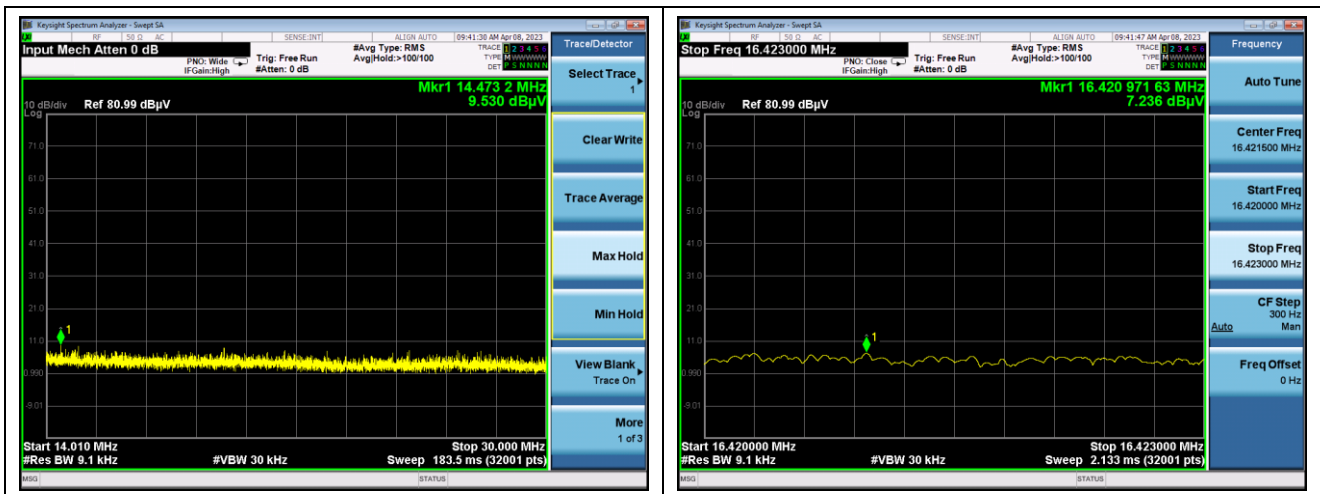 Keysight Spectrum Analyzer - Swept SA
RF 50 Ω AC SENSE:INT ALIGN AUTO 09:41:30 AM Apr 08, 2023
Input Mech Atten 0 dB
PNO: Wide
IFGain:High
Trig: Free Run
#Atten: 0 dB
#Avg Type: RMS
Avg|Hold:>100/100
TRACE 1 2 3 4 5 6
TYPE M W W W W W
DET P S N N N N
Mkr1 14.473 2 MHz
9.530 dBµV
10 dB/div Ref 80.99 dBµV
Log
71.0
61.0
51.0
41.0
31.0
21.0
11.0
0.990
-9.01
1
Start 14.010 MHz Stop 30.000 MHz
#Res BW 9.1 kHz #VBW 30 kHz Sweep 183.5 ms (32001 pts)
MSG STATUS
Trace/Detector
Select Trace
1
Clear Write
Trace Average
Max Hold
Min Hold
View Blank
Trace On
More
1 of 3
Keysight Spectrum Analyzer - Swept SA
RF 50 Ω AC SENSE:INT ALIGN AUTO 09:41:47 AM Apr 08, 2023
Stop Freq 16.423000 MHz
PNO: Close
IFGain:High
Trig: Free Run
#Atten: 0 dB
#Avg Type: RMS
Avg|Hold:>100/100
TRACE 1 2 3 4 5 6
TYPE M W W W W W
DET P S N N N N
Mkr1 16.420 971 63 MHz
7.236 dBµV
10 dB/div Ref 80.99 dBµV
Log
71.0
61.0
51.0
41.0
31.0
21.0
11.0
0.990
-9.01
1
Start 16.420000 MHz Stop 16.423000 MHz
#Res BW 9.1 kHz #VBW 30 kHz Sweep 2.133 ms (32001 pts)
MSG STATUS
Frequency
Auto Tune
Center Freq
16.421500 MHz
Start Freq
16.420000 MHz
Stop Freq
16.423000 MHz
CF Step
300 Hz
Auto Man
Freq Offset
0 Hz